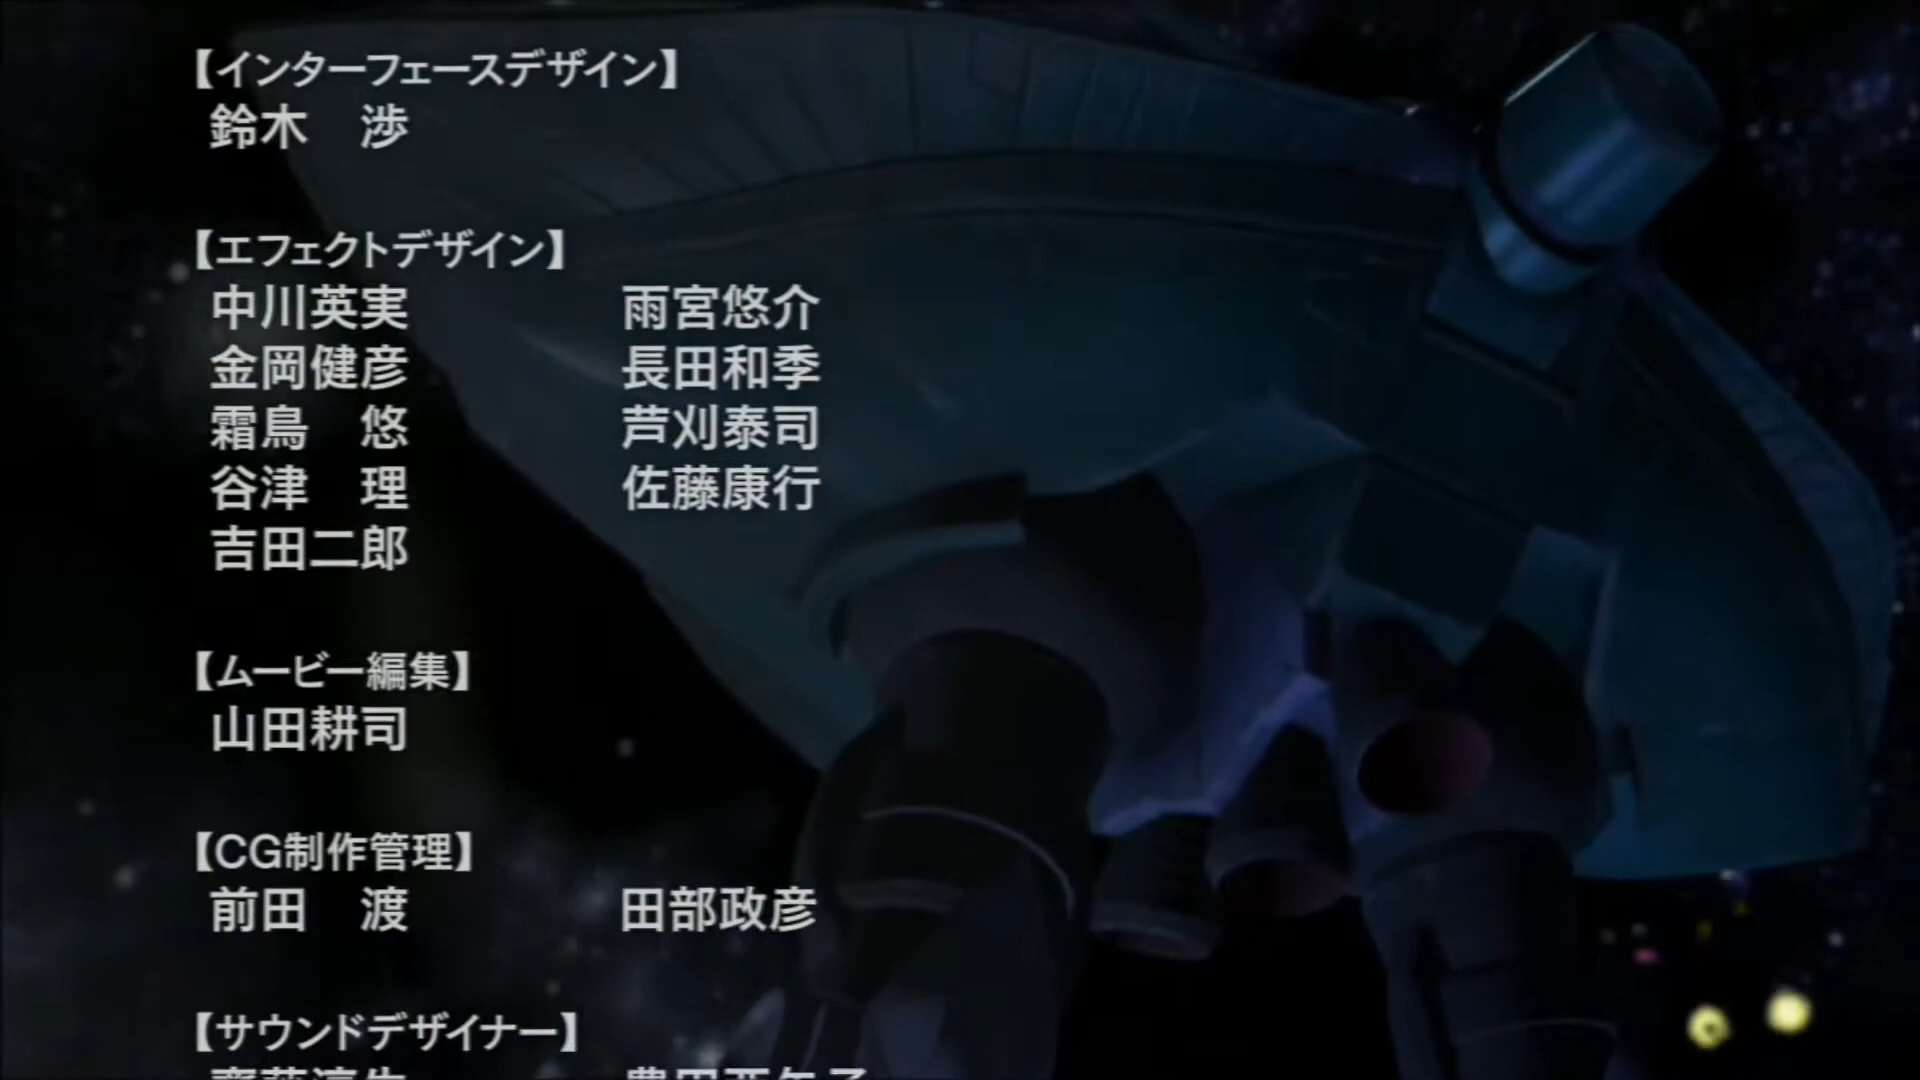 【インターフェースデザイン】
鈴木　渉
【エフェクトデザイン】
中川英実　雨宮悠介
金岡健彦　長田和季
霜鳥　悠　芦刈泰司
谷津　理　佐藤康行
吉田二郎
【ムービー編集】
山田耕司
【CG制作管理】
前田　渡　田部政彦
【サウンドデザイナー】